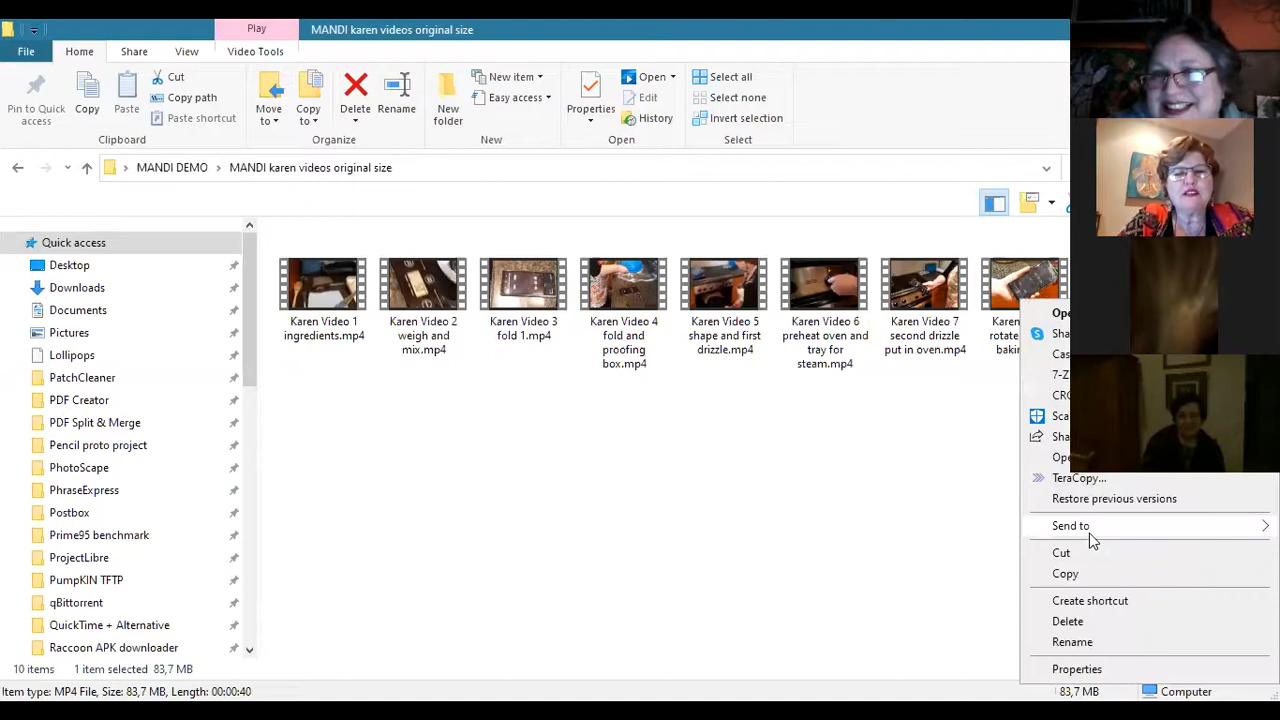 Play
MANDI karen videos original size
File
Home
Share
View
Video Tools
Pin to Quick
access
Copy
Paste
Cut
Copy path
Paste shortcut
Clipboard
Move
to
Copy
to
Delete
Rename
Organize
New
folder
New item
Easy access
New
Properties
Open
Edit
History
Open
Select all
Select none
Invert selection
Select
MANDI DEMO > MANDI karen videos original size
Quick access
Desktop
Downloads
Documents
Pictures
Lollipops
PatchCleaner
PDF Creator
PDF Split & Merge
Pencil proto project
PhotoScape
PhraseExpress
Postbox
Prime95 benchmark
ProjectLibre
PumpKIN TFTP
qBittorrent
QuickTime + Alternative
Raccoon APK downloader
Karen Video 1
ingredients.mp4
Karen Video 2
weigh and
mix.mp4
Karen Video 3
fold 1.mp4
Karen Video 4
fold and
proofing
box.mp4
Karen Video 5
shape and first
drizzle.mp4
Karen Video 6
preheat oven and
tray for
steam.mp4
Karen Video 7
second drizzle
put in oven.mp4
TeraCopy...
Restore previous versions
Send to
Cut
Copy
Create shortcut
Delete
Rename
Properties
10 items
1 item selected 83,7 MB
Item type: MP4 File, Size: 83,7 MB, Length: 00:00:40
83,7 MB
Computer